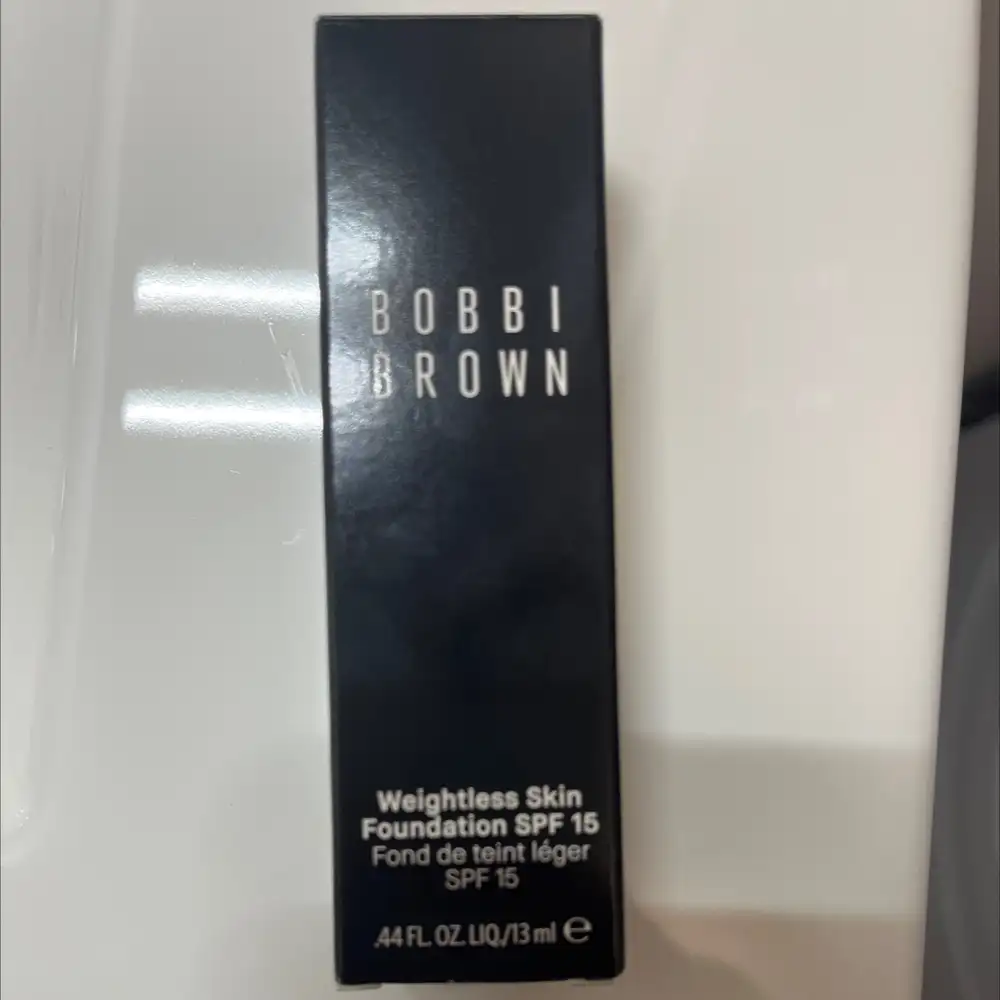 BOBBI
BROWN
Weightless Skin
Foundation SPF 15
Fond de teint léger
SPF 15
.44 FL. OZ. LIQ./13 ml ℮